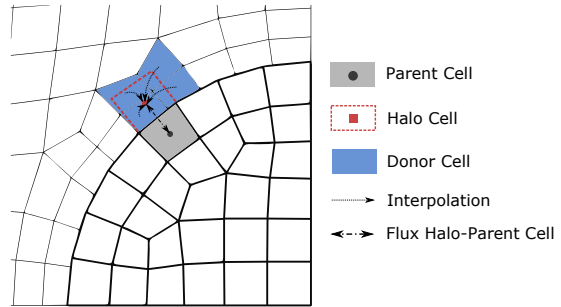 Parent Cell
Halo Cell
Donor Cell
Interpolation
Flux Halo-Parent Cell